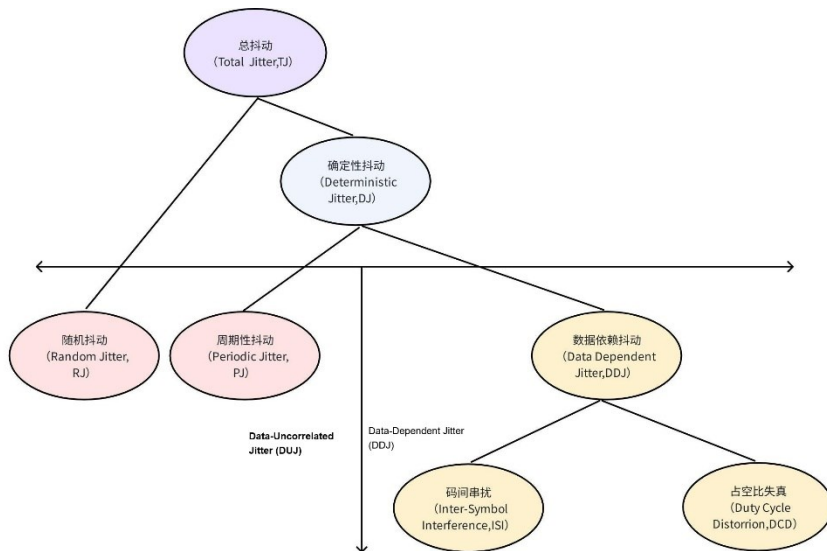 总抖动
（Total Jitter,TJ）
确定性抖动
（Deterministic
Jitter,DJ）
随机抖动
（Random Jitter,
RJ）
周期性抖动
（Periodic Jitter,
PJ）
数据依赖抖动
（Data Dependent
Jitter,DDJ）
Data-Uncorrelated
Jitter (DUJ)
Data-Dependent Jitter
(DDJ)
码间串扰
（Inter-Symbol
Interference,ISI）
占空比失真
（Duty Cycle
Distorrion,DCD）